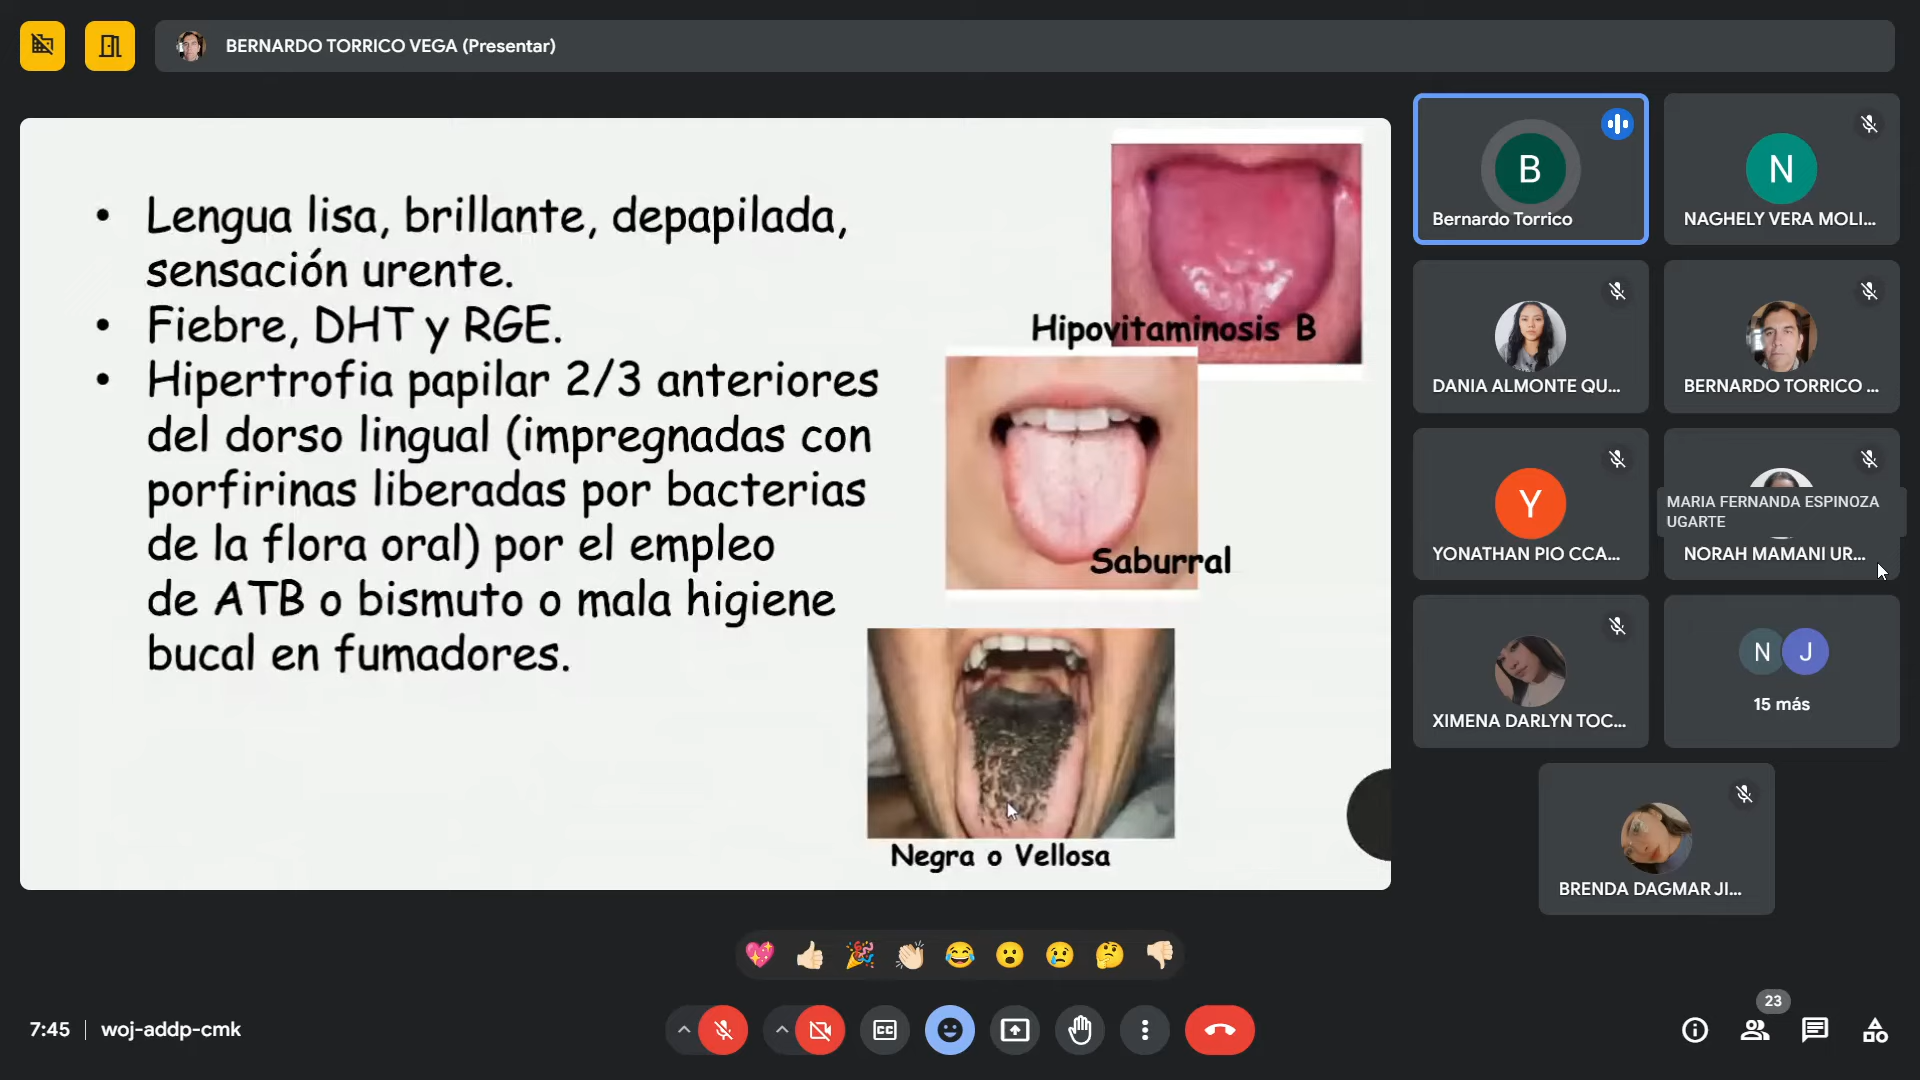 BERNARDO TORRICO VEGA (Presentar)
• Lengua lisa, brillante, depapilada,
sensación urente.
• Fiebre, DHT y RGE.
• Hipertrofia papilar 2/3 anteriores
del dorso lingual (impregnadas con
porfirinas liberadas por bacterias
de la flora oral) por el empleo
de ATB o bismuto o mala higiene
bucal en fumadores.
Hipovitaminosis B
Saburral
Negra o Vellosa
B
Bernardo Torrico
N
NAGHELY VERA MOLI...
DANIA ALMONTE QU...
BERNARDO TORRICO ...
Y
YONATHAN PIO CCA...
MARIA FERNANDA ESPINOZA
UGARTE
NORAH MAMANI UR...
XIMENA DARLYN TOC...
N J
15 más
BRENDA DAGMAR JI...
7:45 | woj-addp-cmk
CC
23